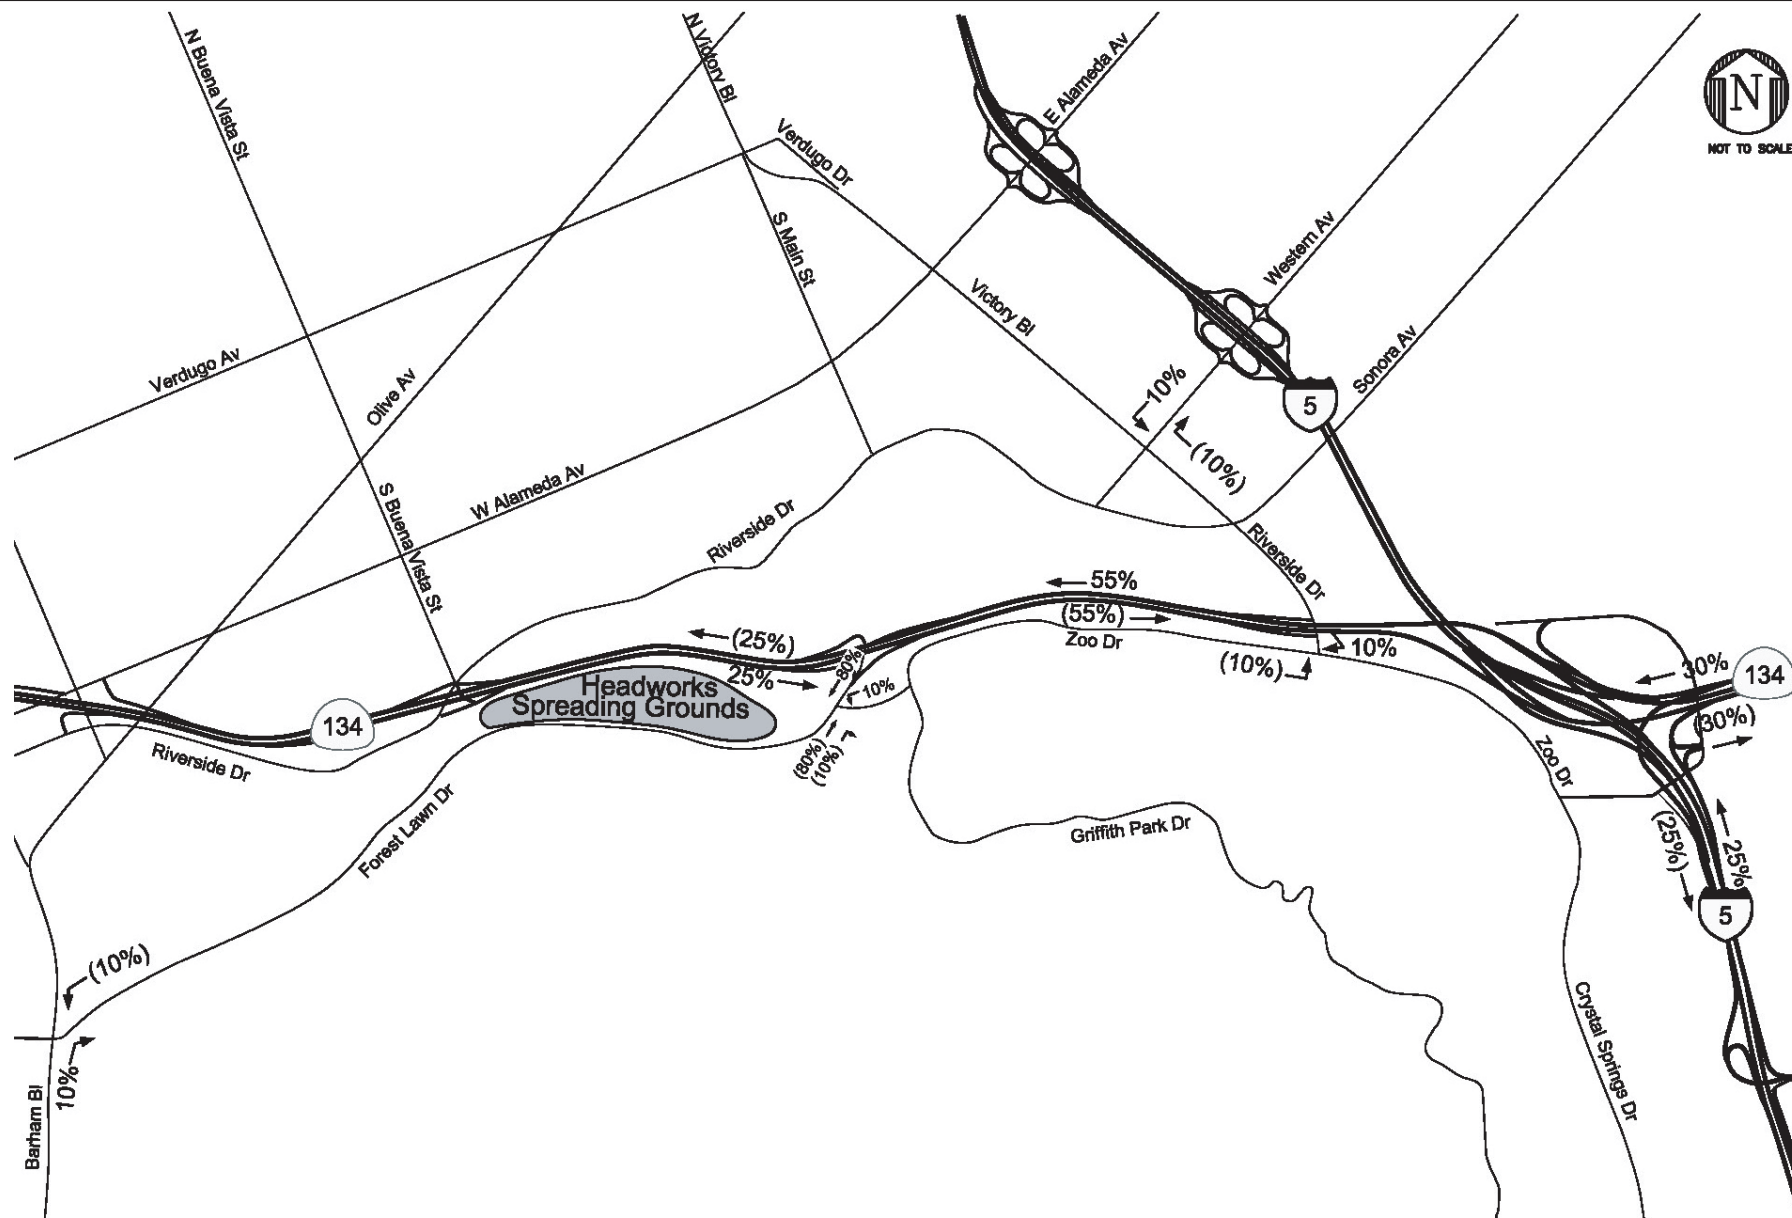 N Buena Vista St
N Victory Bl
E Alameda Av
N
NOT TO SCALE
Verdugo Dr
S Main St
Western Av
Victory Bl
Sonora Av
Verdugo Av
Olive Av
10%
5
(10%)
W Alameda Av
S Buena Vista St
Riverside Dr
Riverside Dr
55%
(55%)
Zoo Dr
(25%)
25%
80%
10%
10%
(10%)
30%
134
(30%)
Headworks
Spreading Grounds
134
Riverside Dr
(80%)
(10%)
Zoo Dr
Forest Lawn Dr
Griffith Park Dr
(25%)
25%
5
(10%)
10%
Barham Bl
Crystal Springs Dr